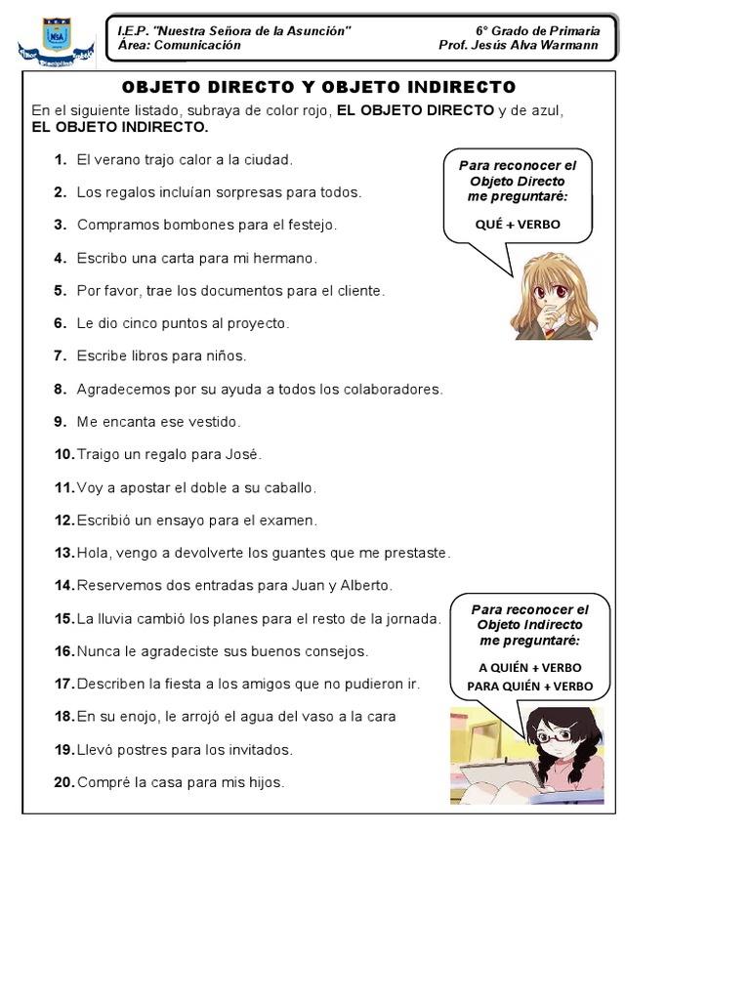 I.E.P. "Nuestra Señora de la Asunción"
6° Grado de Primaria
Área: Comunicación
Prof. Jesús Alva Warmann
I.E.P
NSA
OBJETO DIRECTO Y OBJETO INDIRECTO
En el siguiente listado, subraya de color rojo, EL OBJETO DIRECTO y de azul,
EL OBJETO INDIRECTO.
1. El verano trajo calor a la ciudad.
2. Los regalos incluían sorpresas para todos.
3. Compramos bombones para el festejo.
4. Escribo una carta para mi hermano.
5. Por favor, trae los documentos para el cliente.
6. Le dio cinco puntos al proyecto.
7. Escribe libros para niños.
8. Agradecemos por su ayuda a todos los colaboradores.
9. Me encanta ese vestido.
10. Traigo un regalo para José.
11. Voy a apostar el doble a su caballo.
12. Escribió un ensayo para el examen.
13. Hola, vengo a devolverte los guantes que me prestaste.
14. Reservemos dos entradas para Juan y Alberto.
15. La lluvia cambió los planes para el resto de la jornada.
16. Nunca le agradeciste sus buenos consejos.
17. Describen la fiesta a los amigos que no pudieron ir.
18. En su enojo, le arrojó el agua del vaso a la cara
19. Llevó postres para los invitados.
20. Compré la casa para mis hijos.
Para reconocer el
Objeto Directo
me preguntaré:
QUÉ + VERBO
Para reconocer el
Objeto Indirecto
me preguntaré:
A QUIÉN + VERBO
PARA QUIÉN + VERBO